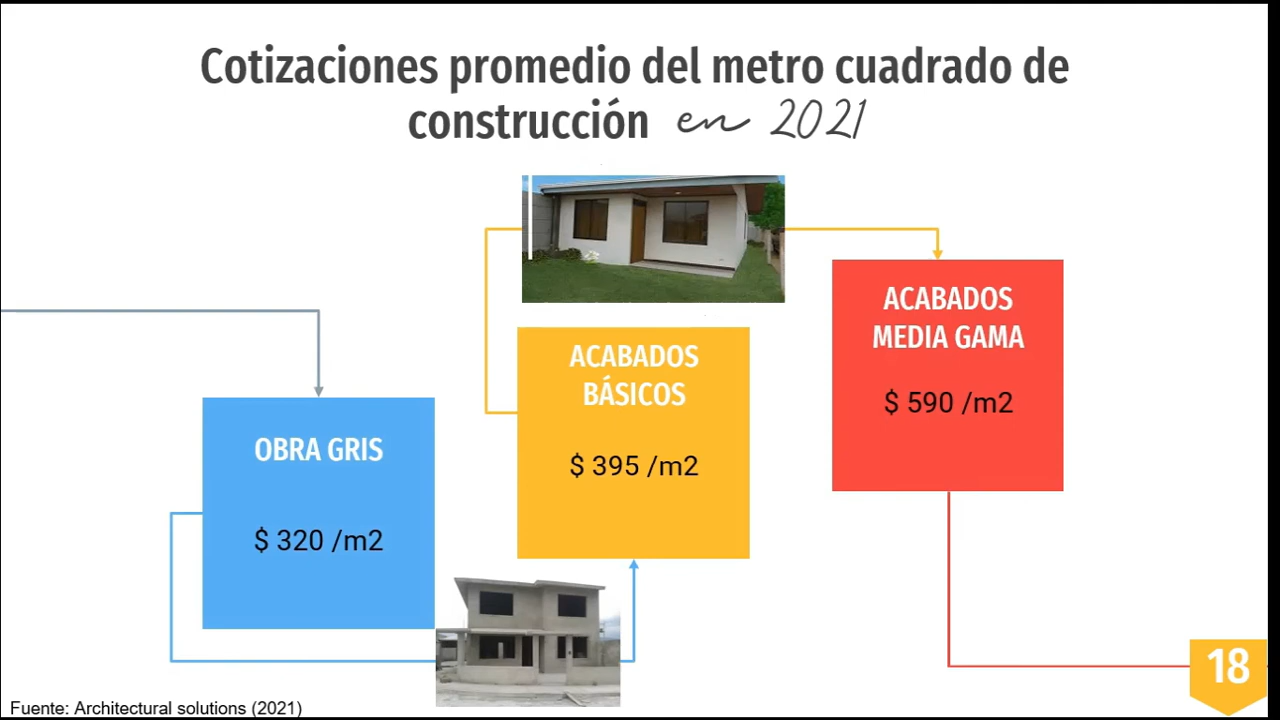 Cotizaciones promedio del metro cuadrado de
construcción en 2021
OBRA GRIS
$ 320 /m2
ACABADOS
BÁSICOS
$ 395 /m2
ACABADOS
MEDIA GAMA
$ 590 /m2
18
Fuente: Architectural solutions (2021)